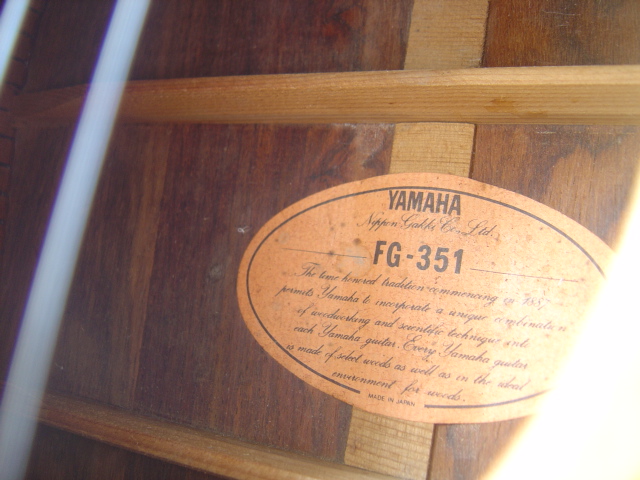 YAMAHA
Nippon Gakki Co., Ltd.
FG-351
The time honored tradition commencing in 1887
permits Yamaha to incorporate a unique combination
of woodworking and scientific technique into
each Yamaha guitar. Every Yamaha guitar
is made of select woods as well as in the ideal
environment for woods.
MADE IN JAPAN